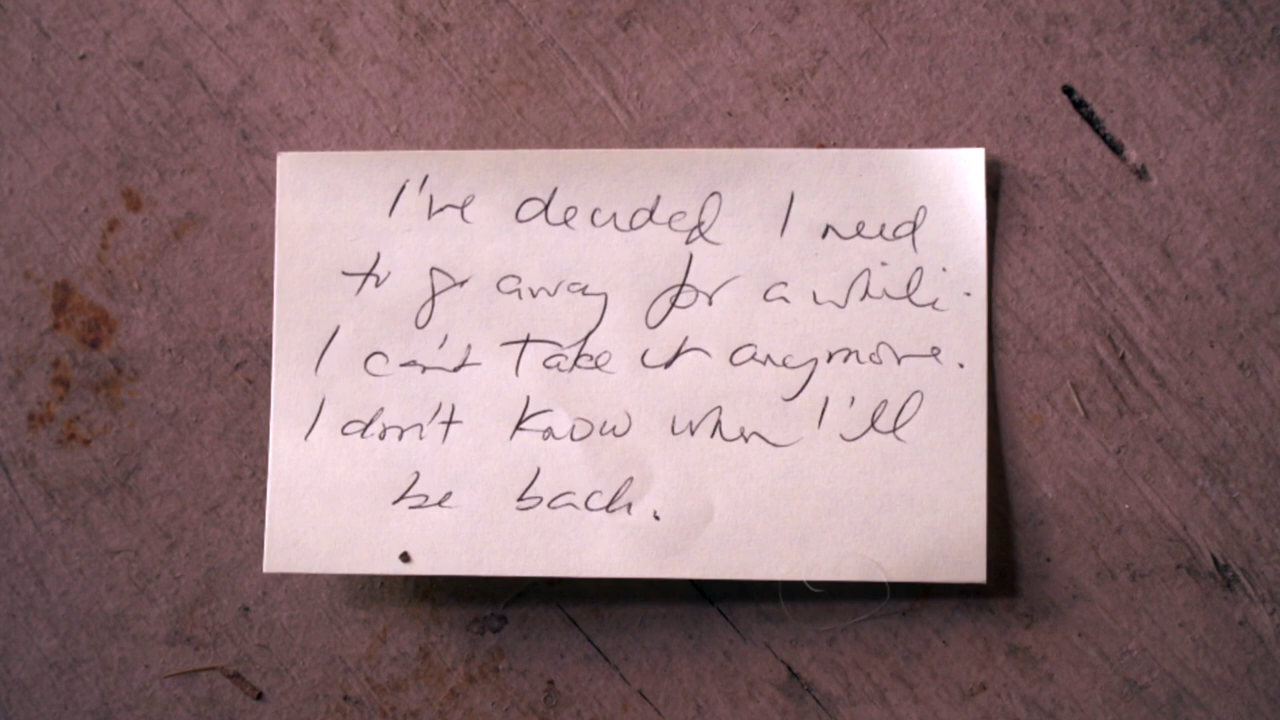 I've decided I need
to go away for a while.
I can't take it anymore.
I don't know when I'll
be back.